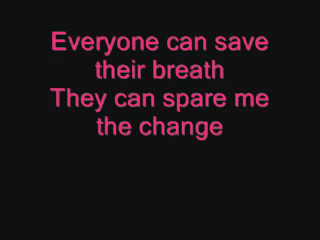 Everyone can save
their breath
They can spare me
the change